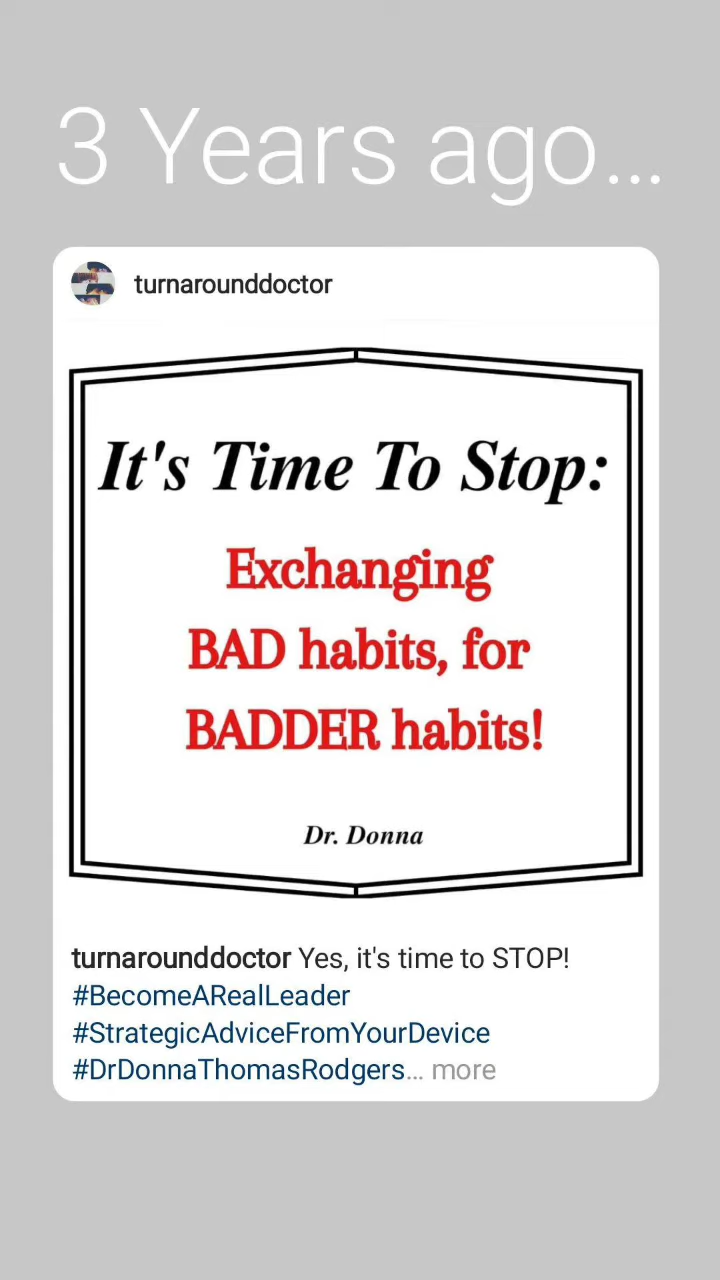 3 Years ago...
turnarounddoctor
It's Time To Stop:
Exchanging
BAD habits, for
BADDER habits!
Dr. Donna
turnarounddoctor Yes, it's time to STOP!
#BecomeARealLeader
#StrategicAdviceFromYourDevice
#DrDonnaThomasRodgers... more